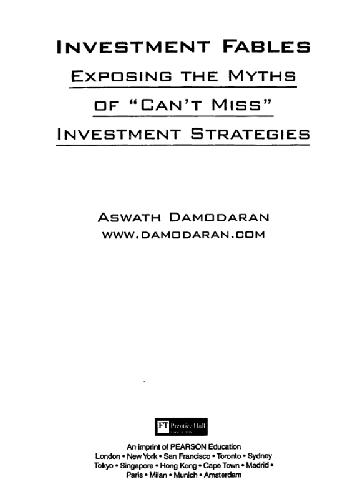 INVESTMENT FABLES
EXPOSING THE MYTHS
OF "CAN'T MISS"
INVESTMENT STRATEGIES
ASWATH DAMODARAN
WWW.DAMODARAN.COM
FT Prentice Hall
An Imprint of PEARSON Education
London • New York • San Francisco • Toronto • Sydney
Tokyo • Singapore • Hong Kong • Cape Town • Madrid •
Paris • Milan • Munich • Amsterdam